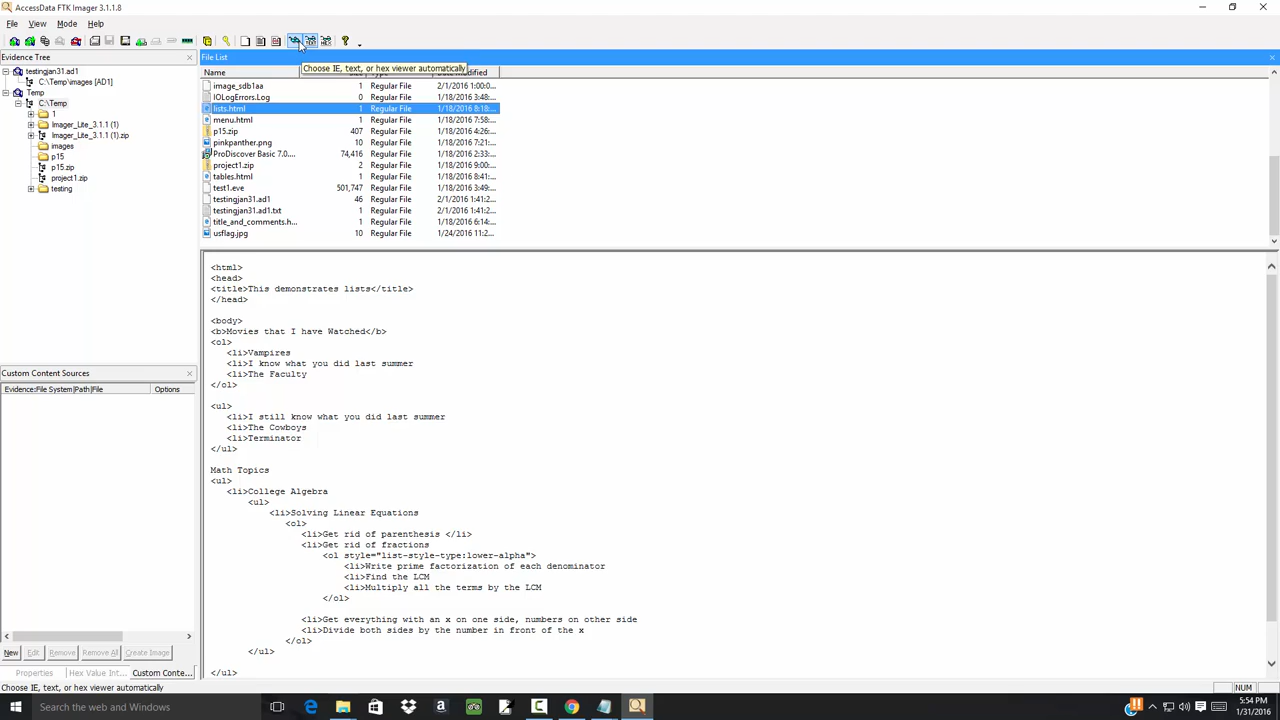 AccessData FTK Imager 3.1.1.8
File View Mode Help
Evidence Tree
testingjan31.ad1
C:\Temp\images [AD1]
Temp
C:\Temp
1
Imager_Lite_3.1.1 (1)
Imager_Lite_3.1.1 (1).zip
images
p15
p15.zip
project1.zip
testing
Custom Content Sources
Evidence:File System|Path|File Options
New Edit Remove Remove All Create Image
Properties Hex Value Int... Custom Conte...
File List
Choose IE, text, or hex viewer automatically
Name Type
image_sdb1aa 1 Regular File 2/1/2016 1:00:0...
IOLogErrors.Log 0 Regular File 1/18/2016 3:48:...
lists.html 1 Regular File 1/18/2016 8:18:...
menu.html 1 Regular File 1/18/2016 7:58:...
p15.zip 407 Regular File 1/18/2016 4:26:...
pinkpanther.png 10 Regular File 1/18/2016 7:21:...
ProDiscover Basic 7.0.... 74,416 Regular File 1/18/2016 2:33:...
project1.zip 2 Regular File 1/18/2016 9:00:...
tables.html 1 Regular File 1/18/2016 8:41:...
test1.eve 501,747 Regular File 1/18/2016 3:49:...
testingjan31.ad1 46 Regular File 2/1/2016 1:41:2...
testingjan31.ad1.txt 1 Regular File 2/1/2016 1:41:2...
title_and_comments.h... 1 Regular File 1/18/2016 6:14:...
usflag.jpg 10 Regular File 1/24/2016 11:2...
<html>
<head>
<title>This demonstrates lists</title>
</head>
<body>
<b>Movies that I have Watched</b>
<ol>
<li>Vampires
<li>I know what you did last summer
<li>The Faculty
</ol>
<ul>
<li>I still know what you did last summer
<li>The Cowboys
<li>Terminator
</ul>
Math Topics
<ul>
<li>College Algebra
<ul>
<li>Solving Linear Equations
<ol>
<li>Get rid of parenthesis </li>
<li>Get rid of fractions
<ol style="list-style-type:lower-alpha">
<li>Write prime factorization of each denominator
<li>Find the LCM
<li>Multiply all the terms by the LCM
</ol>
<li>Get everything with an x on one side, numbers on other side
<li>Divide both sides by the number in front of the x
</ol>
</ul>
</ul>
Choose IE, text, or hex viewer automatically
NUM
Search the web and Windows
5:54 PM
1/31/2016